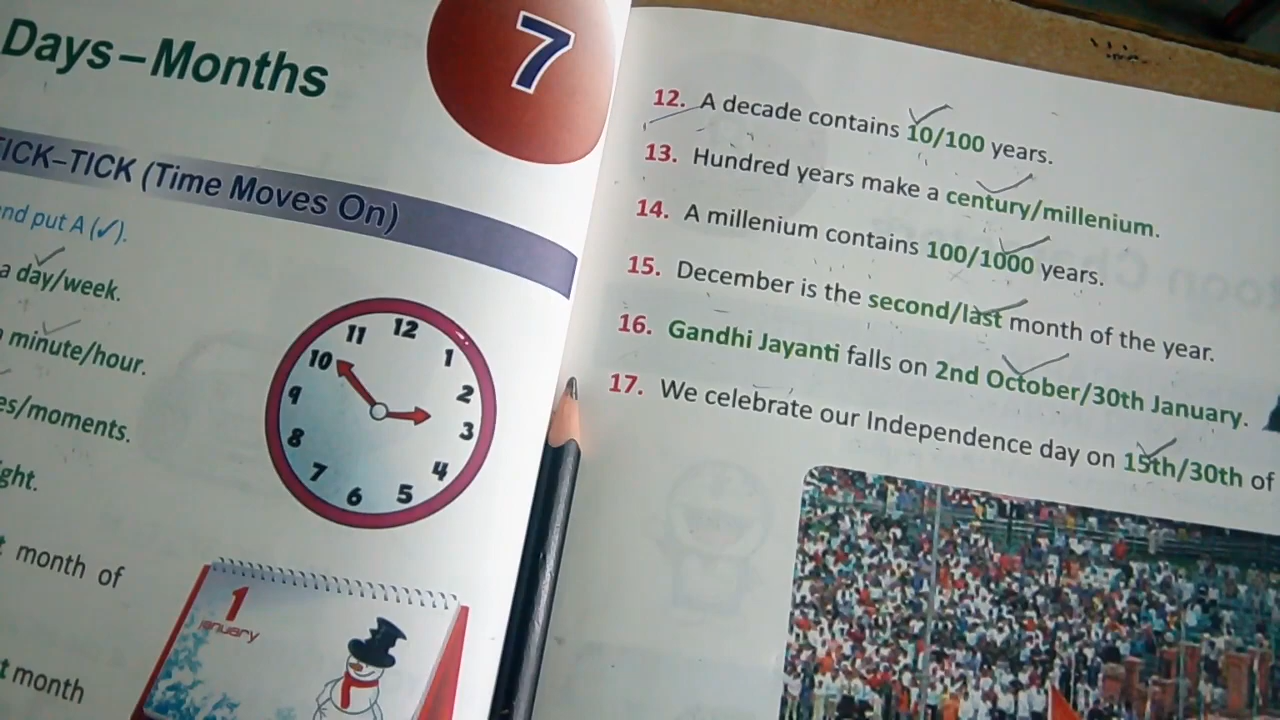 Days–Months
7
TICK–TICK (Time Moves On)
and put A (✓).
a day/week.
minute/hour.
es/moments.
ght.
month of
t month
12
1
2
3
4
5
6
7
8
9
10
11
1
January
12. A decade contains 10/100 years.
13. Hundred years make a century/millenium.
14. A millenium contains 100/1000 years.
15. December is the second/last month of the year.
16. Gandhi Jayanti falls on 2nd October/30th January.
17. We celebrate our Independence day on 15th/30th of